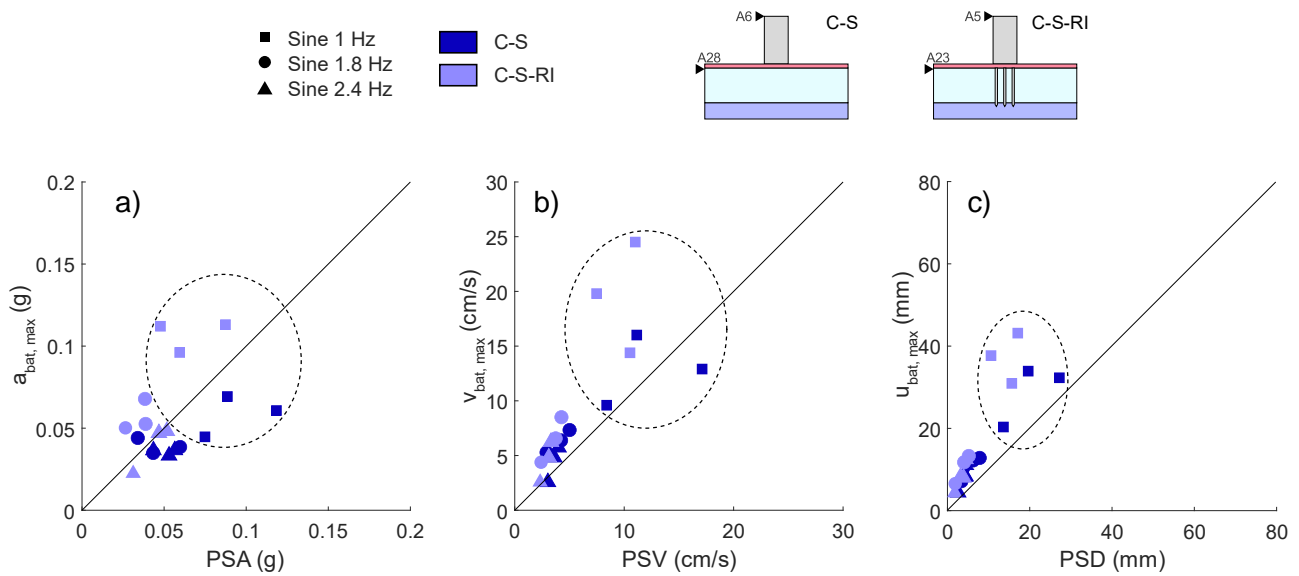 Sine 1 Hz
Sine 1.8 Hz
Sine 2.4 Hz
C-S
C-S-RI
A6
C-S
A28
A5
C-S-RI
A23
a)
0.2
0.15
0.1
0.05
0
a bat, max (g)
0 0.05 0.1 0.15 0.2
PSA (g)
b)
30
25
20
15
10
5
0
v bat, max (cm/s)
0 10 20 30
PSV (cm/s)
c)
80
60
40
20
0
u bat, max (mm)
0 20 40 60 80
PSD (mm)